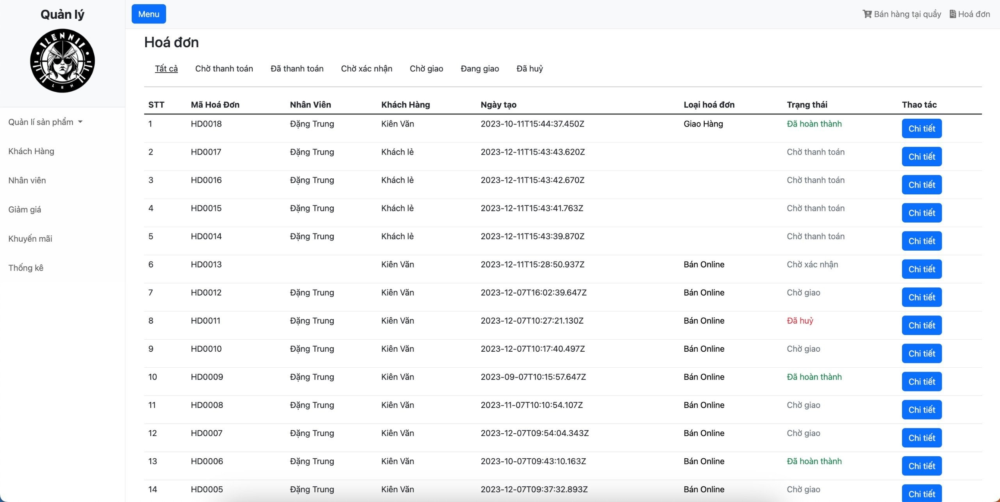 Quản lý
ILENNII
LEN
Quản lí sản phẩm
Khách Hàng
Nhân viên
Giảm giá
Khuyến mãi
Thống kê
Menu
Bán hàng tại quầy Hoá đơn
Hoá đơn
Tất cả Chờ thanh toán Đã thanh toán Chờ xác nhận Chờ giao Đang giao Đã huỷ
STT Mã Hoá Đơn Nhân Viên Khách Hàng Ngày tạo Loại hoá đơn Trạng thái Thao tác
1 HD0018 Đặng Trung Kiên Văn 2023-10-11T15:44:37.450Z Giao Hàng Đã hoàn thành Chi tiết
2 HD0017 Đặng Trung Khách lẻ 2023-12-11T15:43:43.620Z Chờ thanh toán Chi tiết
3 HD0016 Đặng Trung Khách lẻ 2023-12-11T15:43:42.670Z Chờ thanh toán Chi tiết
4 HD0015 Đặng Trung Khách lẻ 2023-12-11T15:43:41.763Z Chờ thanh toán Chi tiết
5 HD0014 Đặng Trung Khách lẻ 2023-12-11T15:43:39.870Z Chờ thanh toán Chi tiết
6 HD0013 Kiên Văn 2023-12-11T15:28:50.937Z Bán Online Chờ xác nhận Chi tiết
7 HD0012 Đặng Trung Kiên Văn 2023-12-07T16:02:39.647Z Bán Online Chờ giao Chi tiết
8 HD0011 Đặng Trung Kiên Văn 2023-12-07T10:27:21.130Z Bán Online Đã huỷ Chi tiết
9 HD0010 Đặng Trung Kiên Văn 2023-12-07T10:17:40.497Z Bán Online Chờ giao Chi tiết
10 HD0009 Đặng Trung Kiên Văn 2023-09-07T10:15:57.647Z Bán Online Đã hoàn thành Chi tiết
11 HD0008 Đặng Trung Kiên Văn 2023-11-07T10:10:54.107Z Bán Online Chờ giao Chi tiết
12 HD0007 Đặng Trung Kiên Văn 2023-12-07T09:54:04.343Z Bán Online Chờ giao Chi tiết
13 HD0006 Đặng Trung Kiên Văn 2023-10-07T09:43:10.163Z Bán Online Đã hoàn thành Chi tiết
14 HD0005 Đặng Trung Kiên Văn 2023-12-07T09:37:32.893Z Bán Online Chờ giao Chi tiết